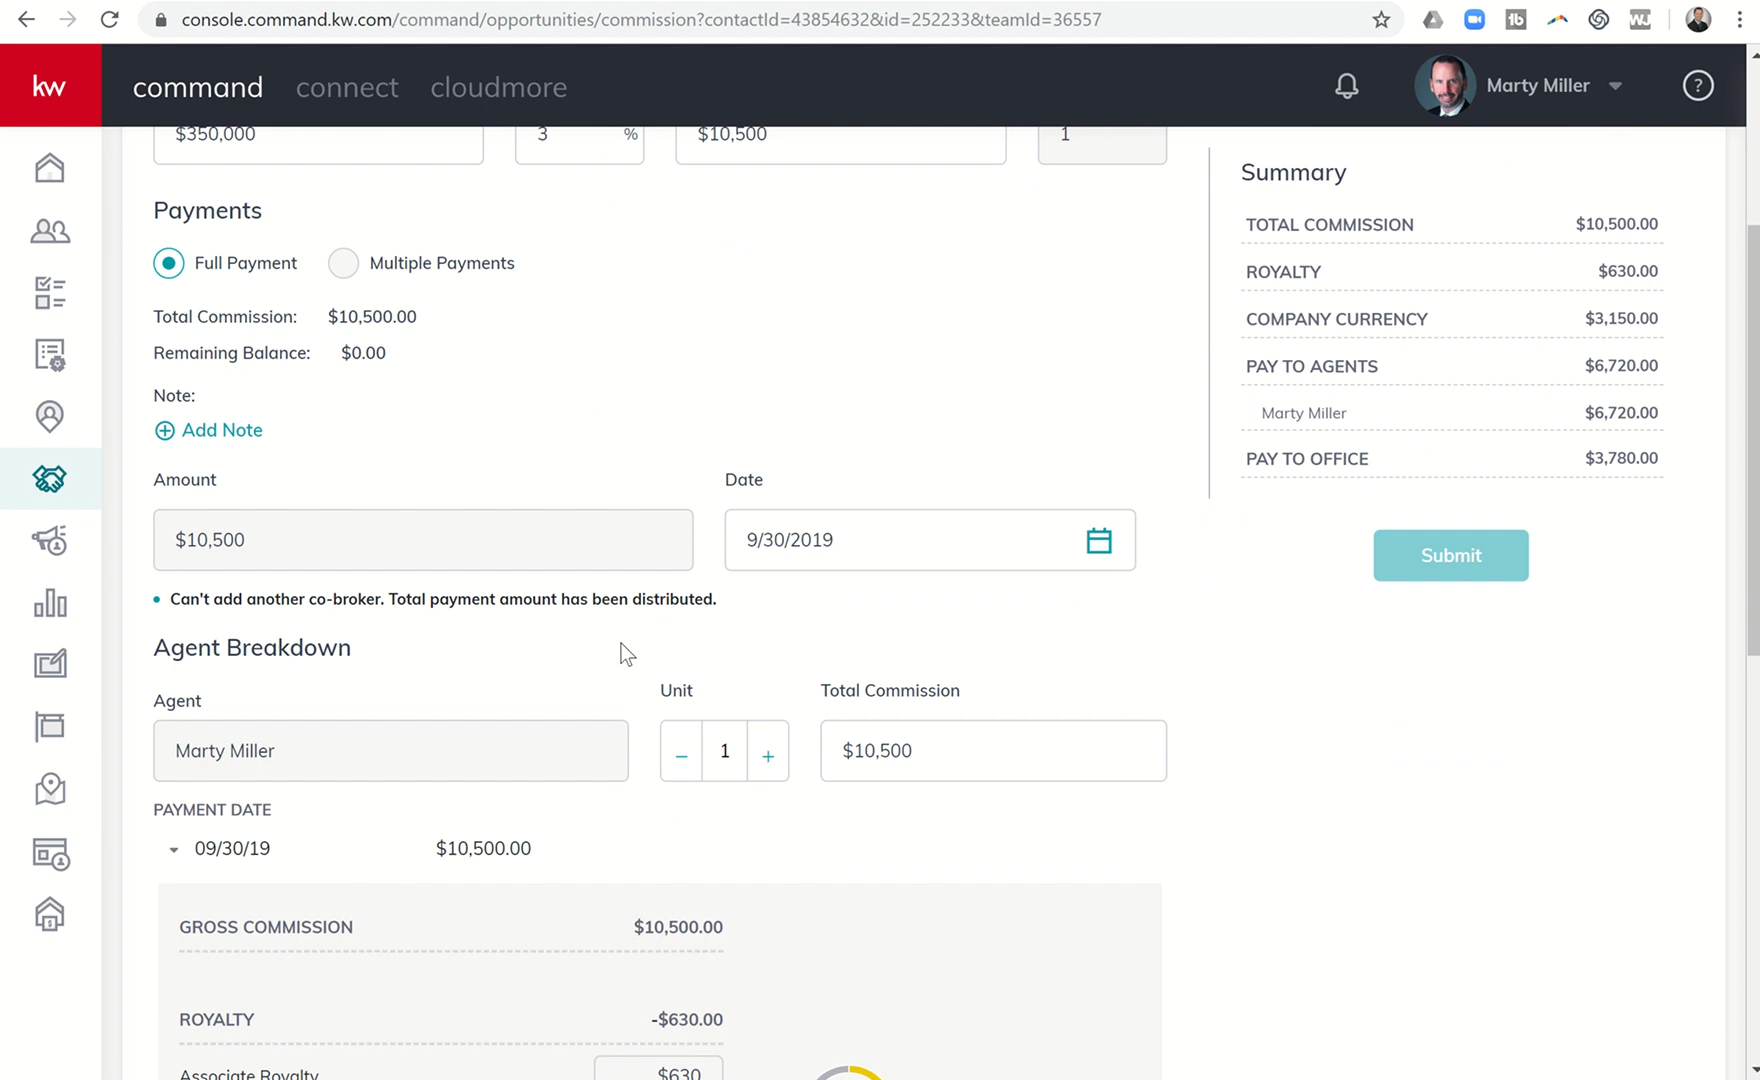 console.command.kw.com/command/opportunities/commission?contactId=43854632&id=252233&teamId=36557
kw command connect cloudmore Marty Miller ?
$350,000 3 % $10,500 1
Summary
TOTAL COMMISSION $10,500.00
ROYALTY $630.00
COMPANY CURRENCY $3,150.00
PAY TO AGENTS $6,720.00
Marty Miller $6,720.00
PAY TO OFFICE $3,780.00
Submit
Payments
Full Payment Multiple Payments
Total Commission: $10,500.00
Remaining Balance: $0.00
Note:
Add Note
Amount Date
$10,500 9/30/2019
• Can't add another co-broker. Total payment amount has been distributed.
Agent Breakdown
Agent Unit Total Commission
Marty Miller – 1 + $10,500
PAYMENT DATE
09/30/19 $10,500.00
GROSS COMMISSION $10,500.00
ROYALTY -$630.00
Associate Royalty $630